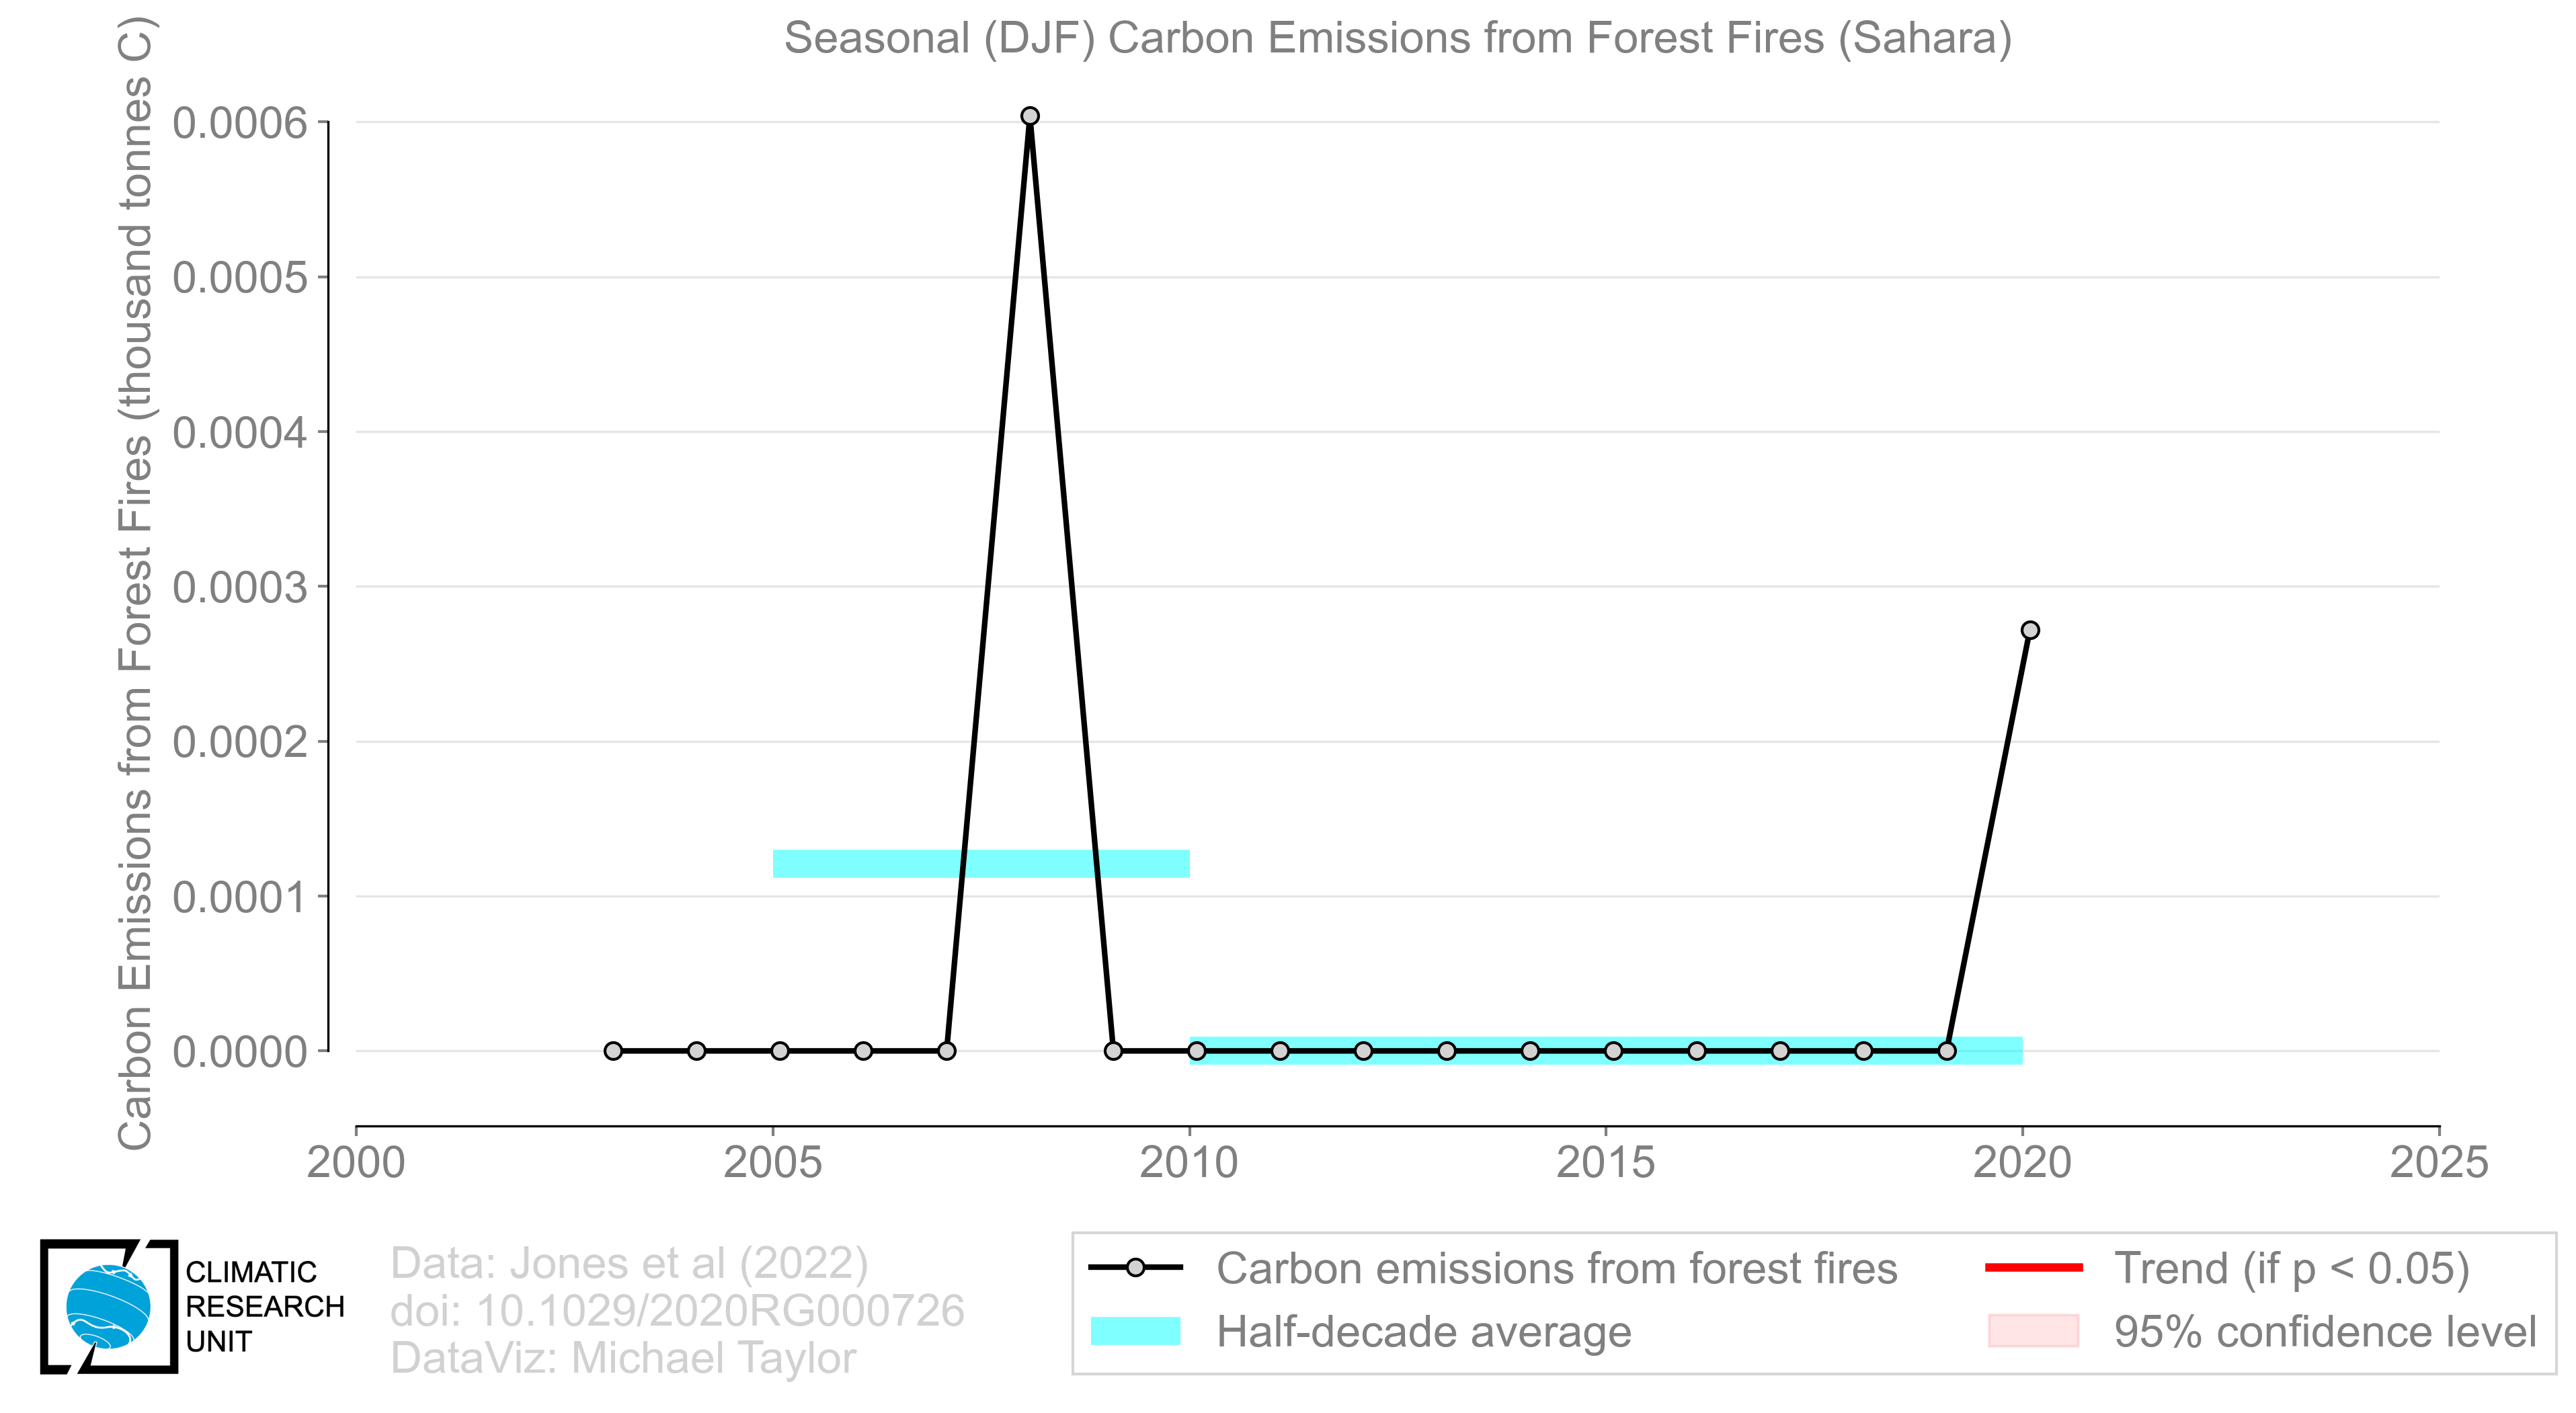 Seasonal (DJF) Carbon Emissions from Forest Fires (Sahara)
Carbon Emissions from Forest Fires (thousand tonnes C)
0.0006
0.0005
0.0004
0.0003
0.0002
0.0001
0.0000
2000 2005 2010 2015 2020 2025
CLIMATIC
RESEARCH
UNIT
Data: Jones et al (2022)
doi: 10.1029/2020RG000726
DataViz: Michael Taylor
Carbon emissions from forest fires
Half-decade average
Trend (if p < 0.05)
95% confidence level